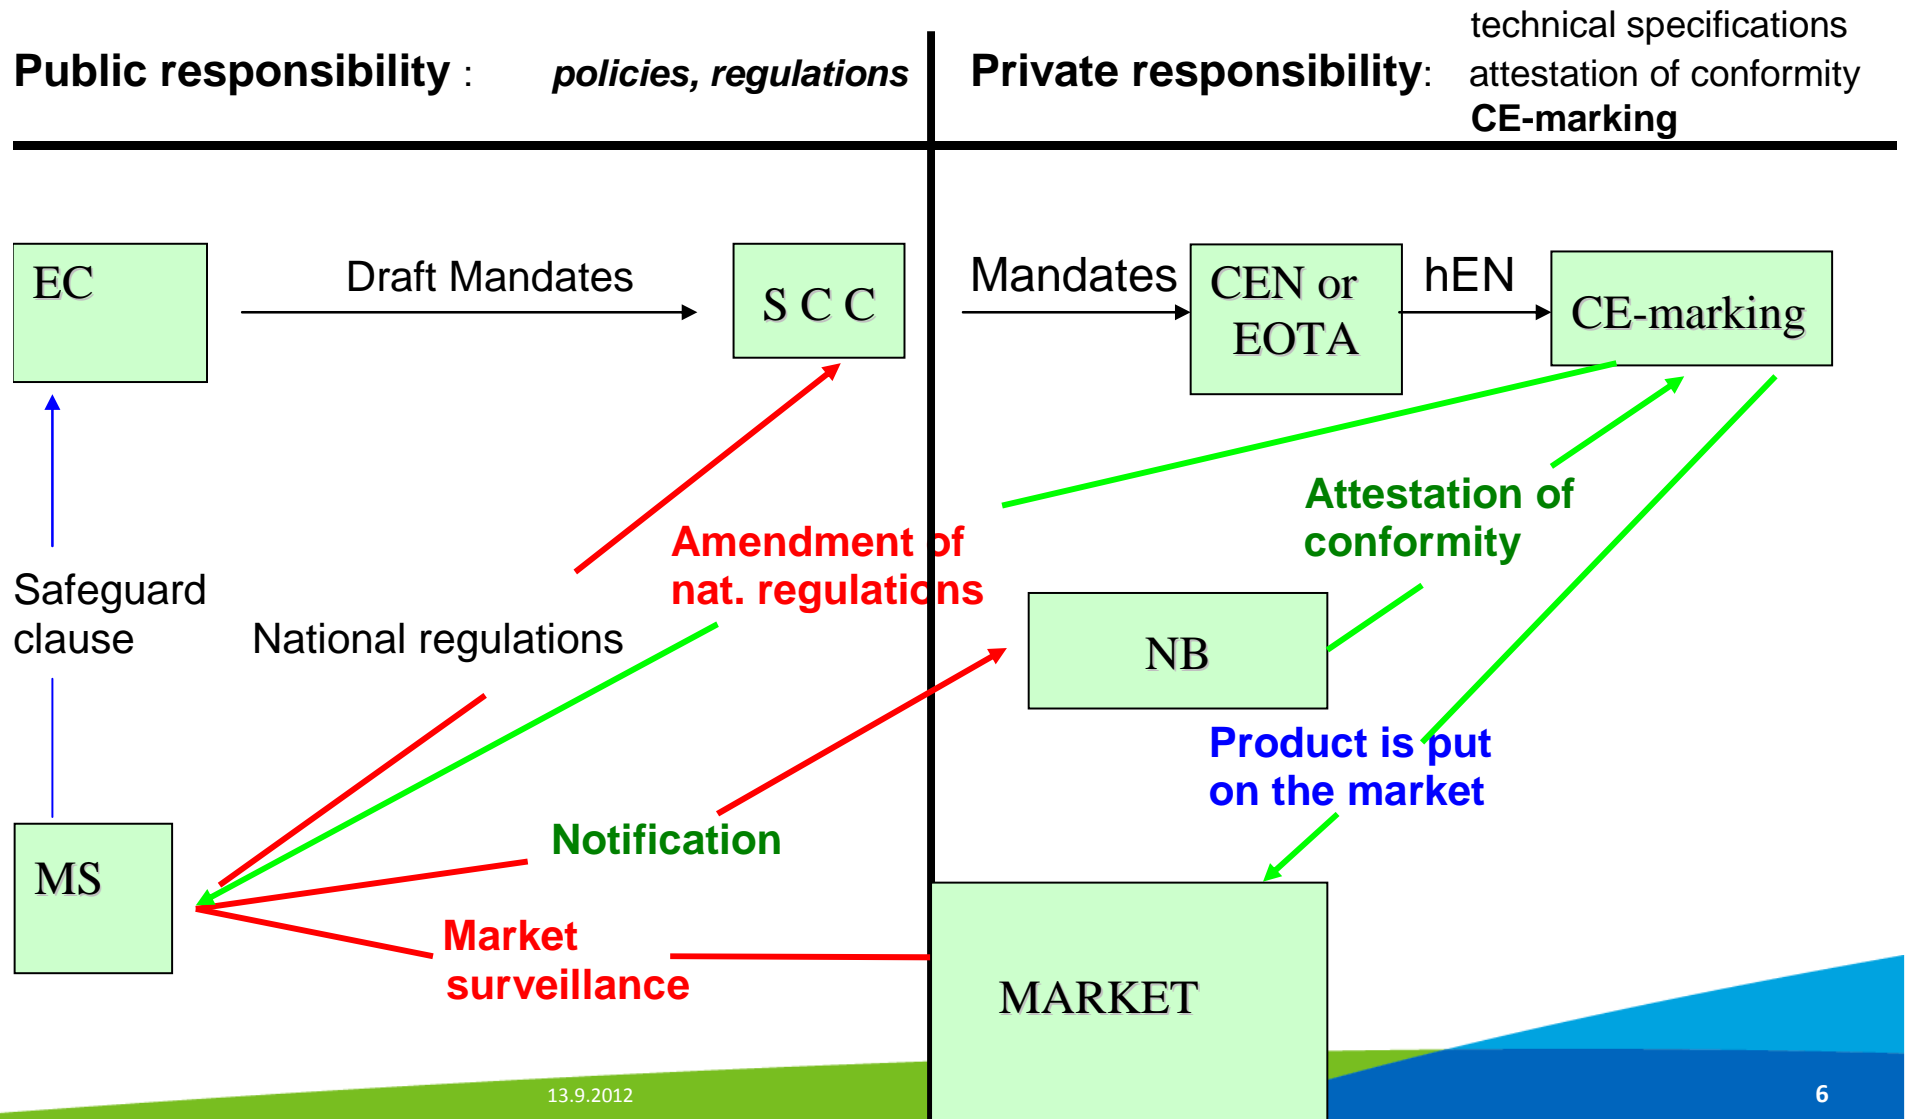 technical specifications
Public responsibility : policies, regulations
Private responsibility: attestation of conformity
CE-marking
EC
Draft Mandates
S C C
Mandates
CEN or
EOTA
hEN
CE-marking
Attestation of
conformity
Amendment of
nat. regulations
Safeguard
clause
National regulations
NB
Product is put
on the market
Notification
MS
Market
surveillance
MARKET
13.9.2012
6